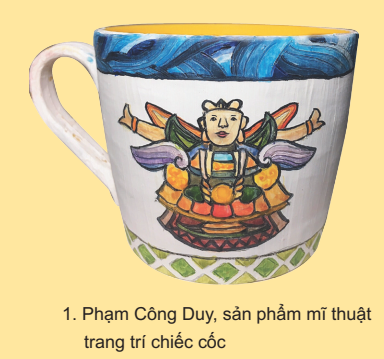 1. Phạm Công Duy, sản phẩm mĩ thuật
trang trí chiếc cốc